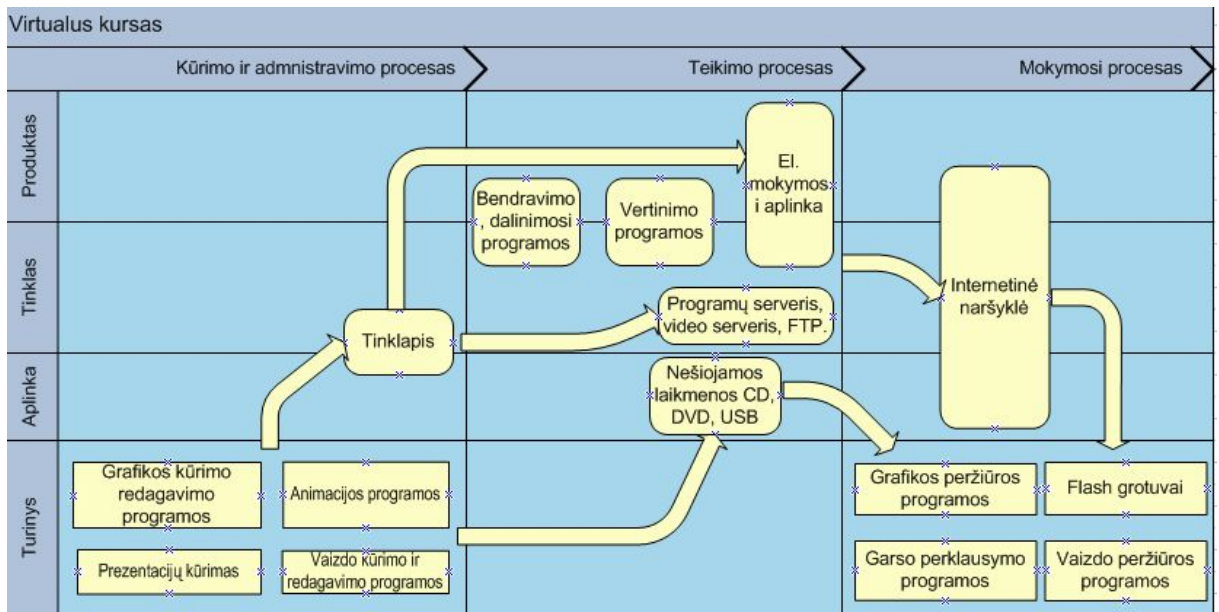 Virtualus kursas
Kūrimo ir admnistravimo procesas
Teikimo procesas
Mokymosi procesas
Produktas
El.
mokymos
i aplinka
Bendravimo
, dalinimosi
programos
Vertinimo
programos
Tinklas
Internetinė
naršyklė
Programų serveris,
video serveris, FTP.
Tinklapis
Aplinka
Nešiojamos
laikmenos CD,
DVD, USB
Turinys
Grafikos kūrimo
redagavimo
programos
Animacijos programos
Prezentacijų kūrimas
Vaizdo kūrimo ir
redagavimo programos
Grafikos peržiūros
programos
Flash grotuvai
Garso perklausymo
programos
Vaizdo peržiūros
programos